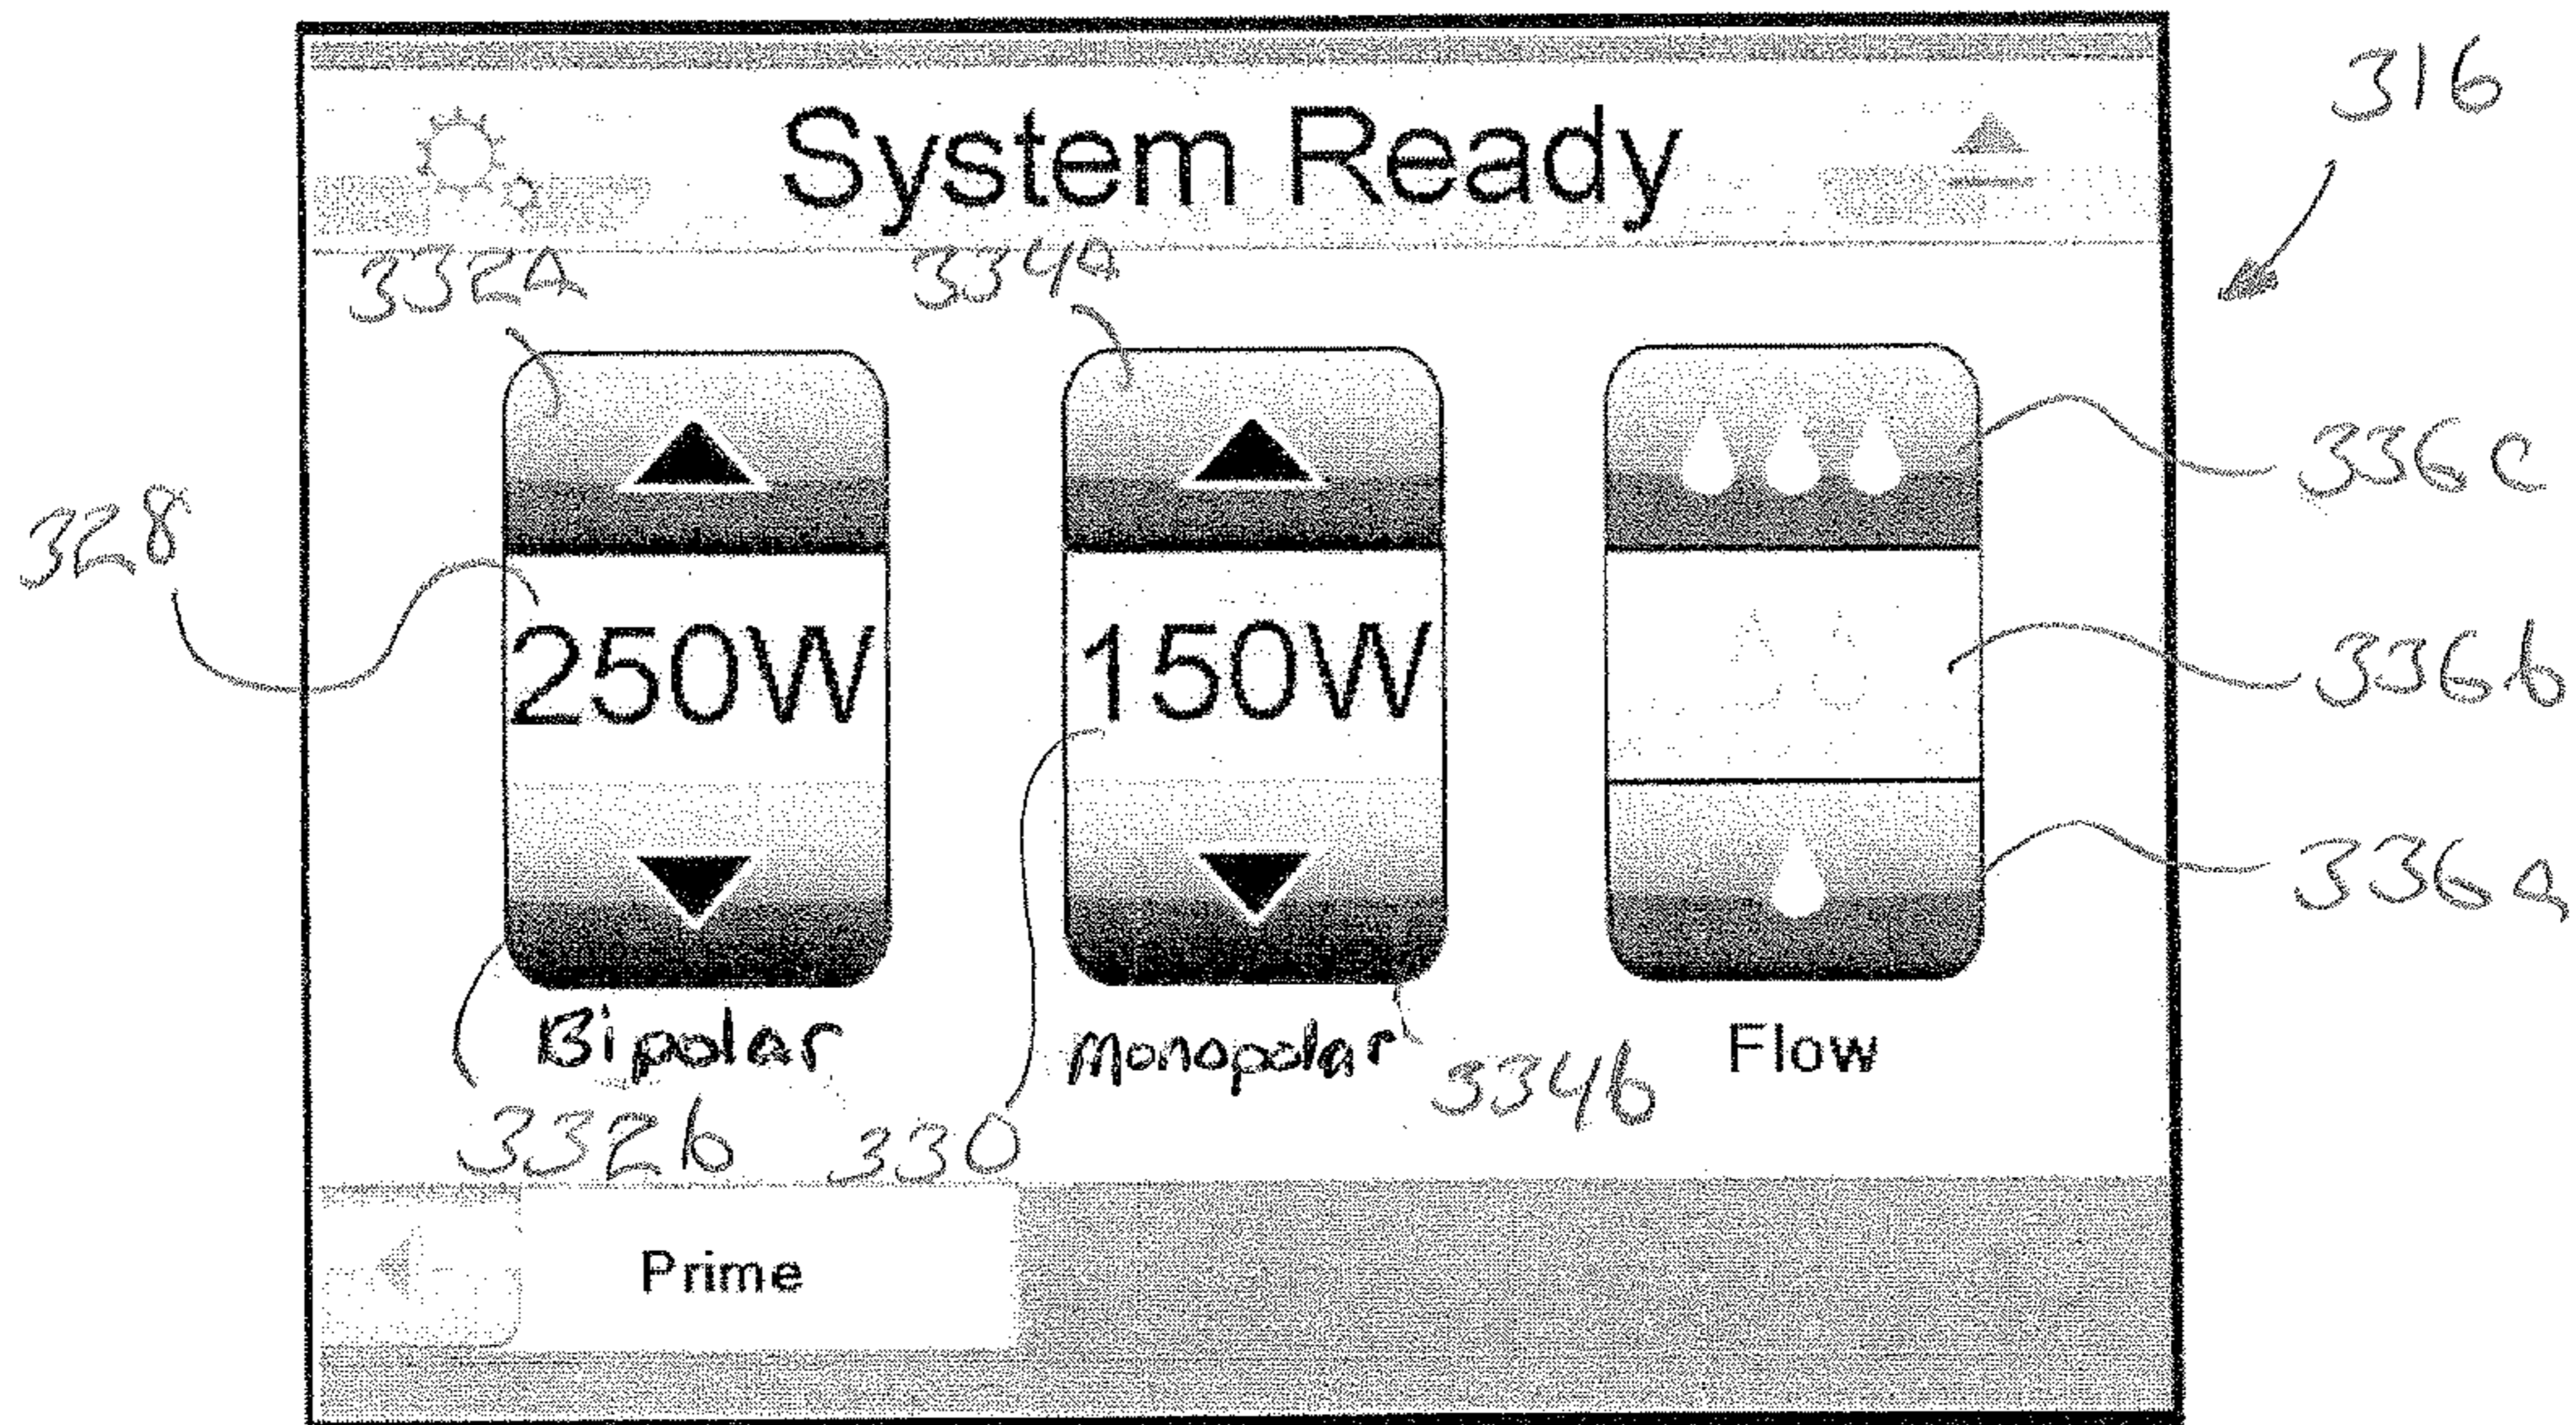 316
System Ready
332a 334a
336c
328
250W 150W
336b
336a
Bipolar Monopolar Flow
332b 330 334b
Prime